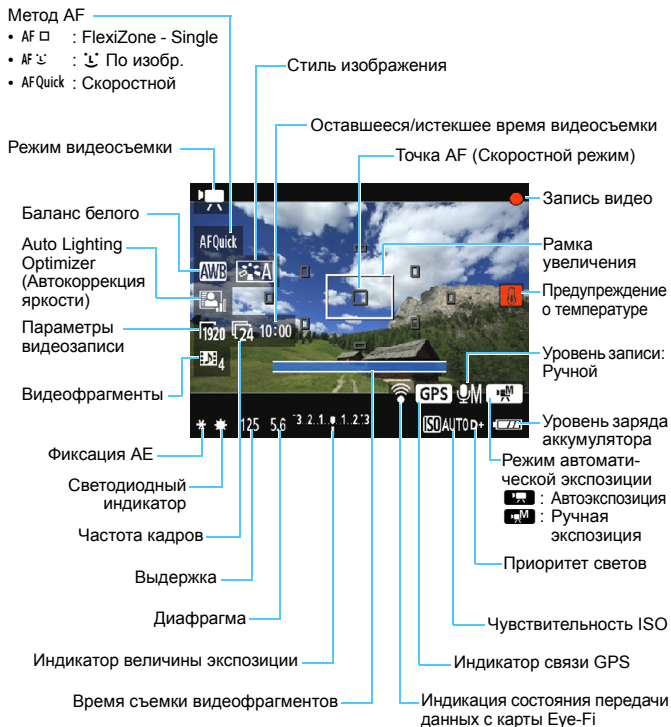 Метод AF
• AF □ : FlexiZone - Single
• AF : По изобр.
• AFQuick : Скоростной
Стиль изображения
Оставшееся/истекшее время видеосъемки
Режим видеосъемки
Точка AF (Скоростной режим)
Запись видео
Баланс белого
Auto Lighting
Optimizer
(Автокоррекция
яркости)
Рамка
увеличения
Предупреждение
о температуре
Параметры
видеозаписи
Уровень записи:
Ручной
Видеофрагменты
AFQuick
AWB A
1920 24 10:00
4
GPS M M
125 5.6 -3..2..1..0..1..2.:3 ISO AUTO D+
Уровень заряда
аккумулятора
Фиксация AE
Режим автомати-
ческой экспозиции
: Автоэкспозиция
M : Ручная
экспозиция
Светодиодный
индикатор
Частота кадров
Приоритет светов
Выдержка
Диафрагма
Чувствительность ISO
Индикатор величины экспозиции
Индикатор связи GPS
Время съемки видеофрагментов
Индикация состояния передачи
данных с карты Eye-Fi